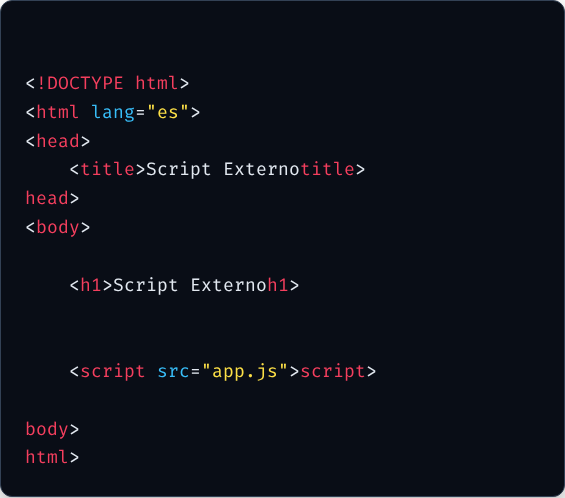 <!DOCTYPE html>
<html lang="es">
<head>
    <title>Script Externotitle>
head>
<body>
    <h1>Script Externoh1>
    <script src="app.js">script>
body>
html>